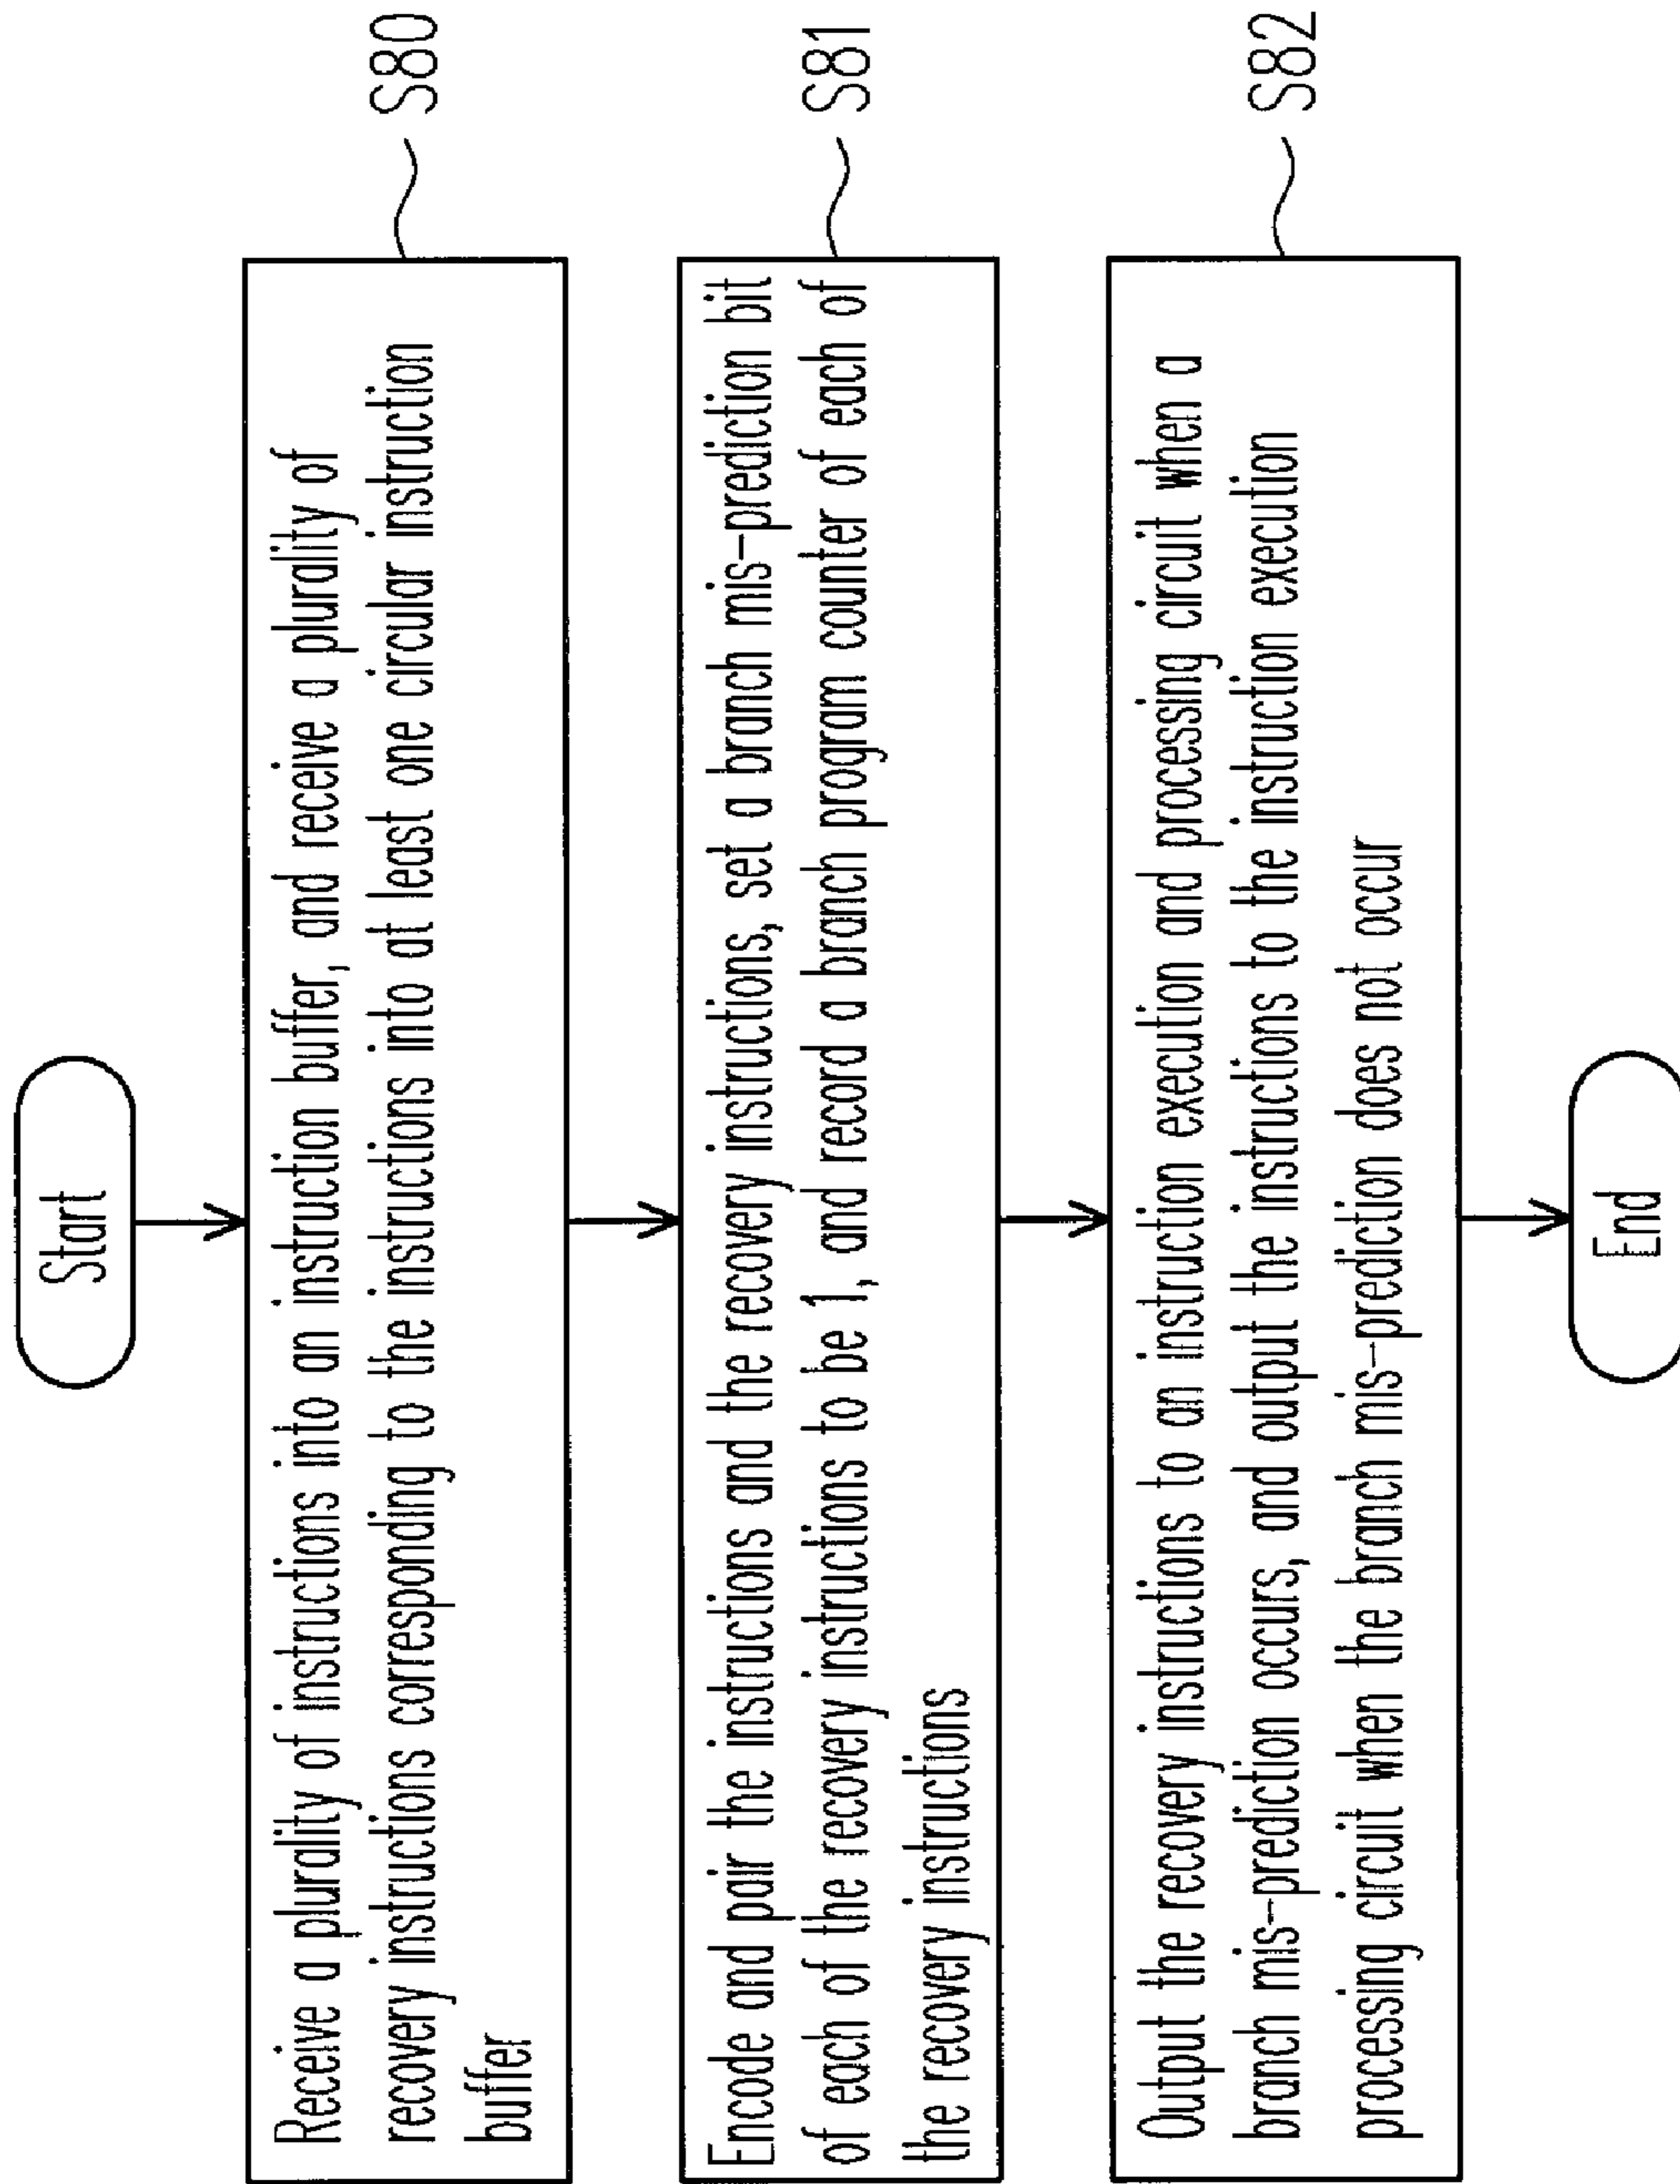 Start
Receive a plurality of instructions into an instruction buffer, and receive a plurality of
recovery instructions corresponding to the instructions into at least one circular instruction
buffer
S80
Encode and pair the instructions and the recovery instructions, set a branch mis-prediction bit
of each of the recovery instructions to be 1, and record a branch program counter of each of
the recovery instructions
S81
Output the recovery instructions to an instruction execution and processing circuit when a
branch mis-prediction occurs, and output the instructions to the instruction execution
processing circuit when the branch mis-prediction does not occur
S82
End